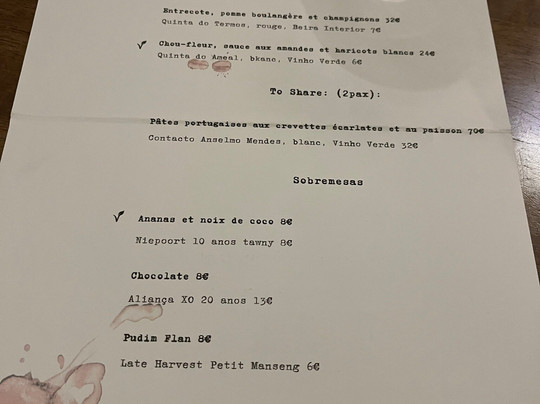 Entrecote, pomme boulangère et champignons 32€
Quinta do Termos, rouge, Beira Interior 7€
Chou-fleur, sauce aux amandes et haricots blancs 24€
Quinta do Ameal, bkanc, Vinho Verde 6€
To Share: (2pax):
Pâtes portugaises aux crevettes écarlates et au paisson 70€
Contacto Anselmo Mendes, blanc, Vinho Verde 32€
Sobremesas
Ananas et noix de coco 8€
Niepoort 10 anos tawny 8€
Chocolate 8€
Aliança XO 20 anos 13€
Pudim Flan 8€
Late Harvest Petit Manseng 6€